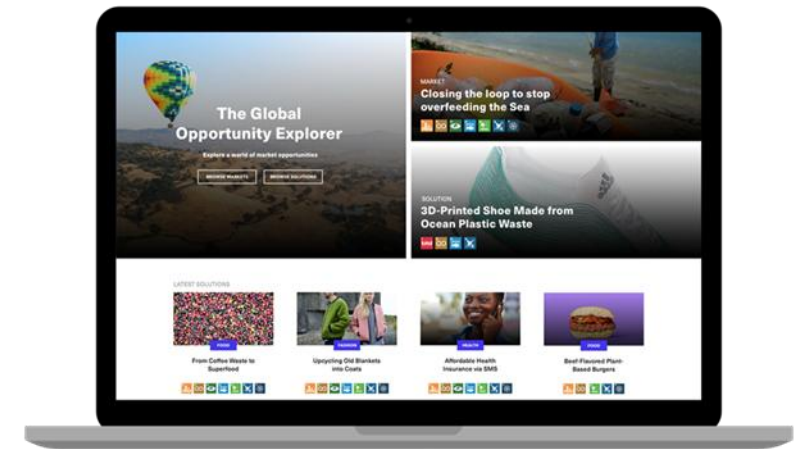 The Global
Opportunity Explorer
Explore a world of market opportunities
BROWSE MARKETS
BROWSE SOLUTIONS
MARKET
Closing the loop to stop
overfeeding the Sea
SOLUTION
3D-Printed Shoe Made from
Ocean Plastic Waste
adidas
LATEST SOLUTIONS
FOOD
From Coffee Waste to
Superfood
FASHION
Upcycling Old Blankets
into Coats
HEALTH
Affordable Health
Insurance via SMS
FOOD
Beef-Flavored Plant-
Based Burgers